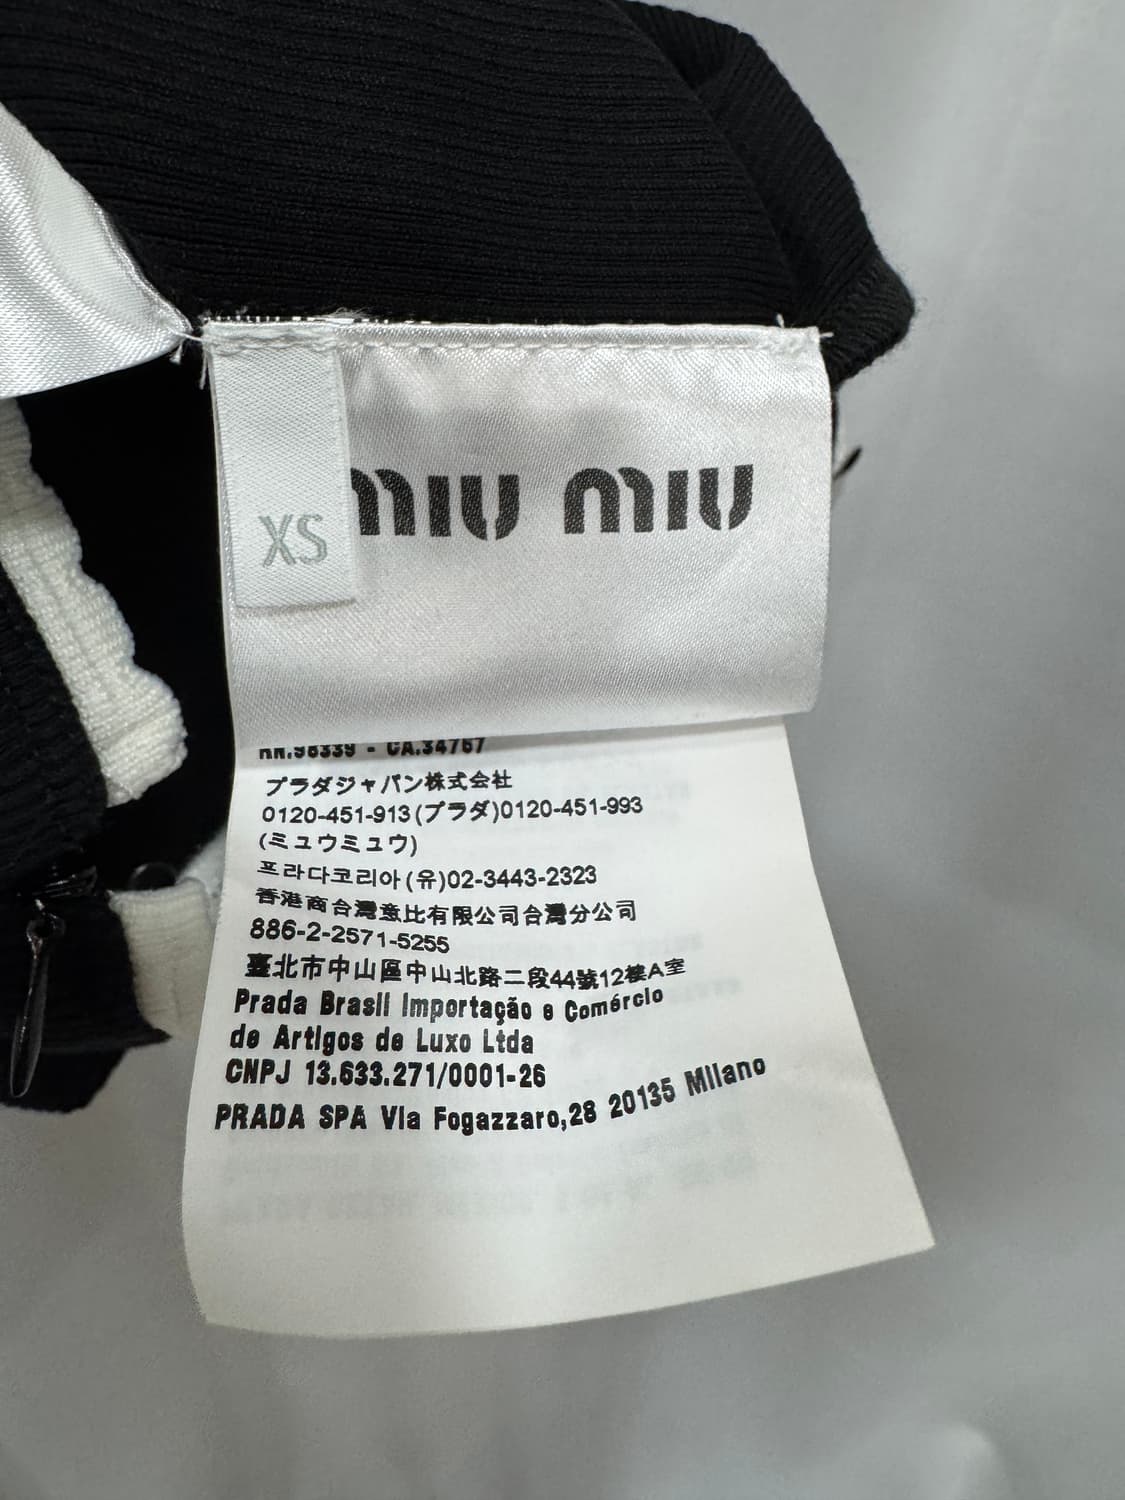 XS
MIU MIU
RN.96339 - CA.34767
プラダジャパン株式会社
0120-451-913(プラダ)0120-451-993
(ミュウミュウ)
프라다코리아(유)02-3443-2323
香港商台灣意比有限公司台灣分公司
886-2-2571-5255
臺北市中山區中山北路二段44號12樓A室
Prada Brasil Importação e Comércio
de Artigos de Luxo Ltda
CNPJ 13.633.271/0001-26
PRADA SPA Via Fogazzaro,28 20135 Milano